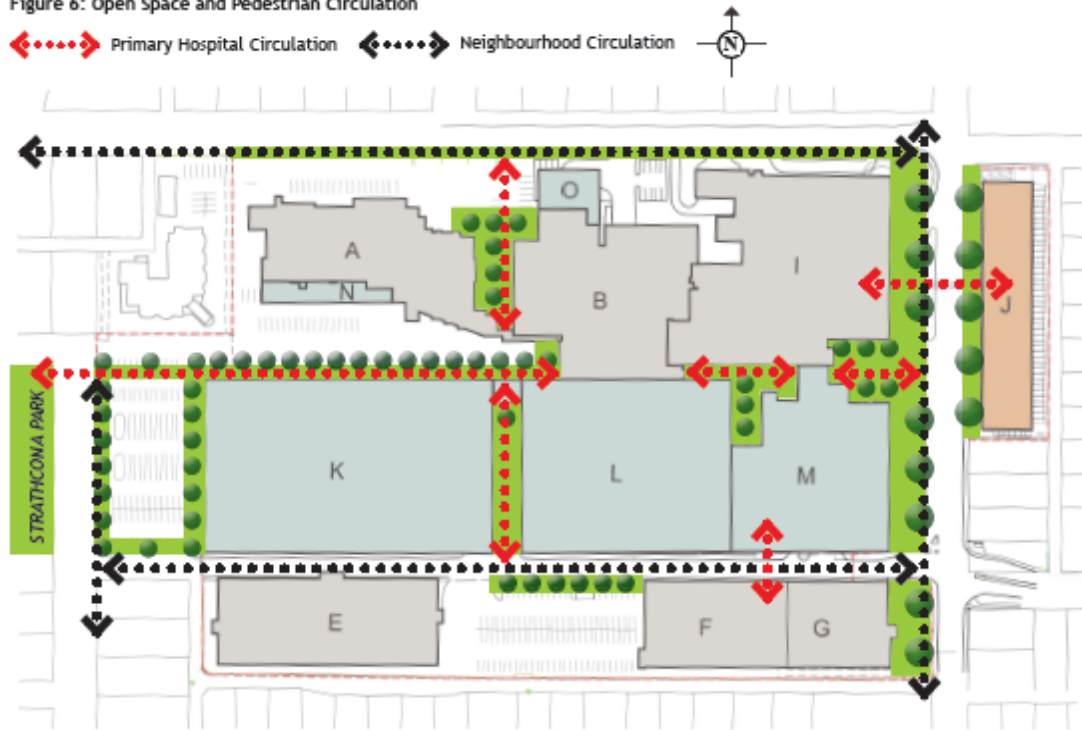 Figure 6: Open Space and Pedestrian Circulation
Primary Hospital Circulation Neighbourhood Circulation N
O
A
N
I
B
J
STRATHCONA PARK
K
L
M
E
F
G